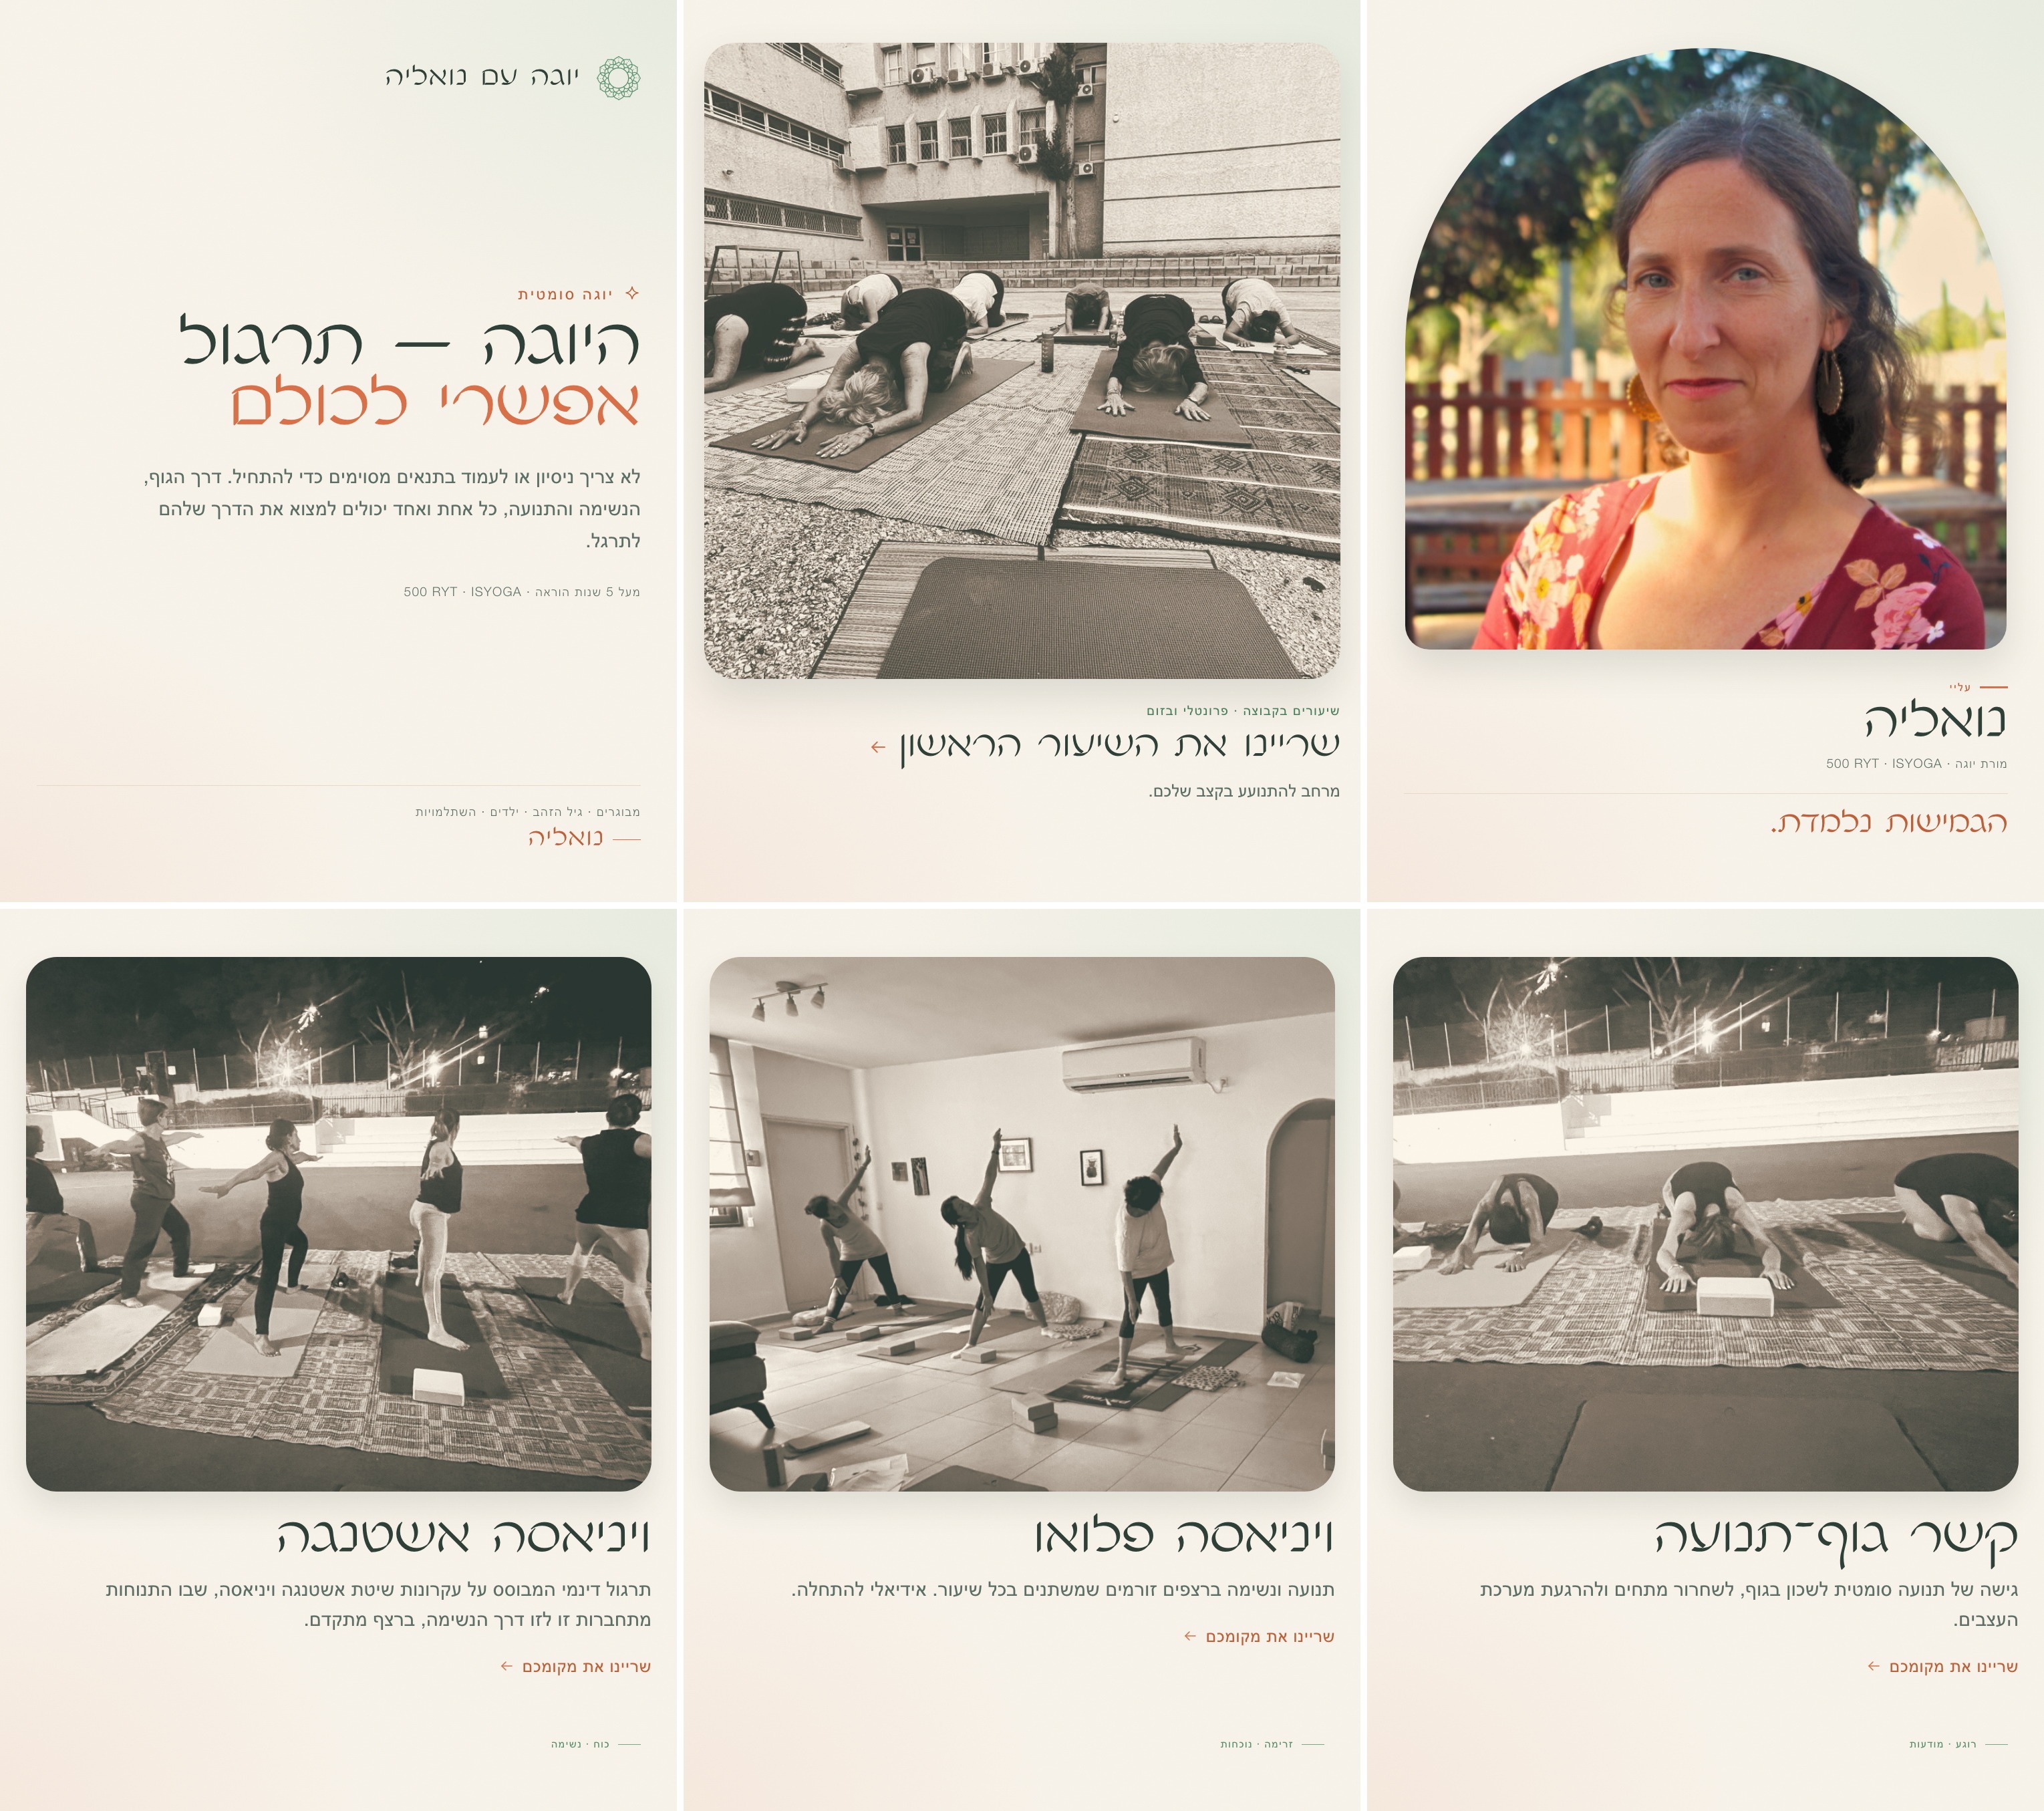 יוגה עם נואליה
יוגה סומטית
היוגה — תרגול
אפשרי לכולם
לא צריך ניסיון או לעמוד בתנאים מסוימים כדי להתחיל. דרך הגוף,
הנשימה והתנועה, כל אחת ואחד יכולים למצוא את הדרך שלהם
לתרגל.
מעל 5 שנות הוראה · 500 RYT · ISYOGA
מבוגרים · גיל הזהב · ילדים · השתלמויות
נואליה
שיעורים בקבוצה · פרונטלי ובזום
שריינו את השיעור הראשון ←
מרחב להתנועע בקצב שלכם.
עליי
נואליה
מורת יוגה · 500 RYT · ISYOGA
הגמישות נלמדת.
ויניאסה אשטנגה
תרגול דינמי המבוסס על עקרונות שיטת אשטנגה ויניאסה, שבו התנוחות
מתחברות זו לזו דרך הנשימה, ברצף מתקדם.
שריינו את מקומכם ←
כוח · נשימה
ויניאסה פלואו
תנועה ונשימה ברצפים זורמים שמשתנים בכל שיעור. אידיאלי להתחלה.
שריינו את מקומכם ←
זרימה · נוכחות
קשר גוף־תנועה
גישה של תנועה סומטית לשכון בגוף, לשחרור מתחים ולהרגעת מערכת
העצבים.
שריינו את מקומכם ←
רוגע · מודעות